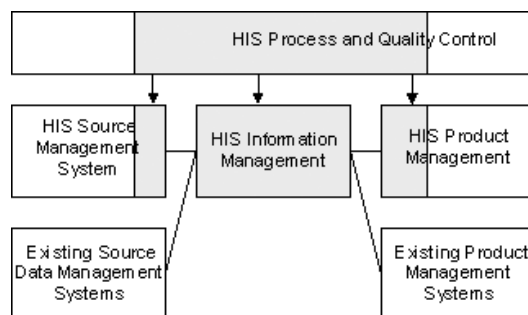 HIS Process and Quality Control
HIS Source
Management
System
HIS Information
Management
HIS Product
Management
Existing Source
Data Management
Systems
Existing Product
Management
Systems